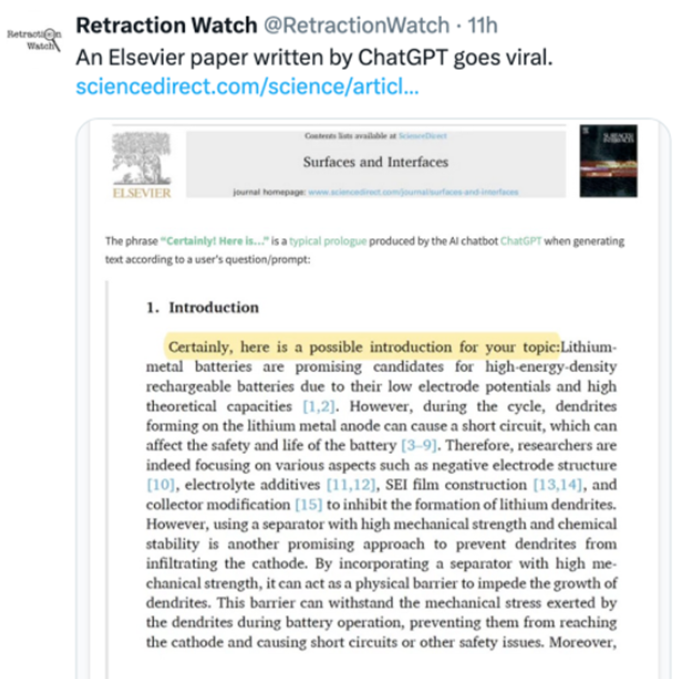 Retraction Watch @RetractionWatch · 11h
Retraction
Watch
An Elsevier paper written by ChatGPT goes viral.
sciencedirect.com/science/articl...
Contents lists available at ScienceDirect
Surfaces and Interfaces
journal homepage: www.sciencedirect.com/journal/surfaces-and-interfaces
ELSEVIER
The phrase "Certainly! Here is..." is a typical prologue produced by the AI chatbot ChatGPT when generating
text according to a user's question/prompt:
1. Introduction
Certainly, here is a possible introduction for your topic:Lithium-
metal batteries are promising candidates for high-energy-density
rechargeable batteries due to their low electrode potentials and high
theoretical capacities [1,2]. However, during the cycle, dendrites
forming on the lithium metal anode can cause a short circuit, which can
affect the safety and life of the battery [3–9]. Therefore, researchers are
indeed focusing on various aspects such as negative electrode structure
[10], electrolyte additives [11,12], SEI film construction [13,14], and
collector modification [15] to inhibit the formation of lithium dendrites.
However, using a separator with high mechanical strength and chemical
stability is another promising approach to prevent dendrites from
infiltrating the cathode. By incorporating a separator with high me-
chanical strength, it can act as a physical barrier to impede the growth of
dendrites. This barrier can withstand the mechanical stress exerted by
the dendrites during battery operation, preventing them from reaching
the cathode and causing short circuits or other safety issues. Moreover,